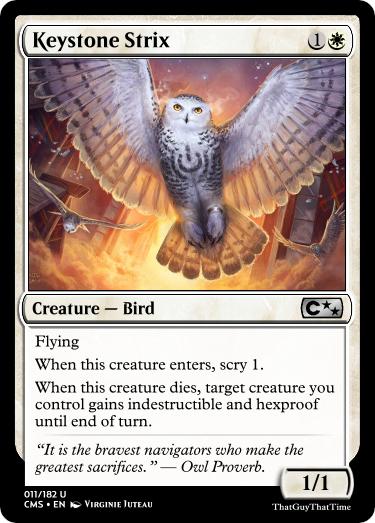 Keystone Strix
1
Creature — Bird
C
Flying
When this creature enters, scry 1.
When this creature dies, target creature you
control gains indestructible and hexproof
until end of turn.
“It is the bravest navigators who make the
greatest sacrifices.” — Owl Proverb.
1/1
011/182 U
CMS • EN Virginie Juteau
ThatGuyThatTime